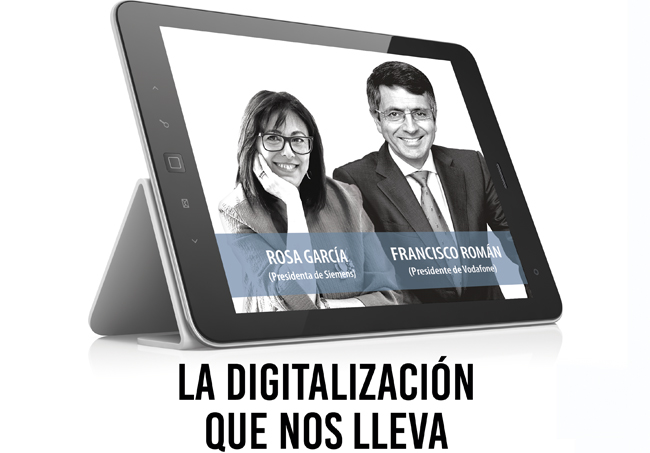 ROSA GARCÍA
(Presidenta de Siemens)
FRANCISCO ROMÁN
(Presidente de Vodafone)
LA DIGITALIZACIÓN
QUE NOS LLEVA